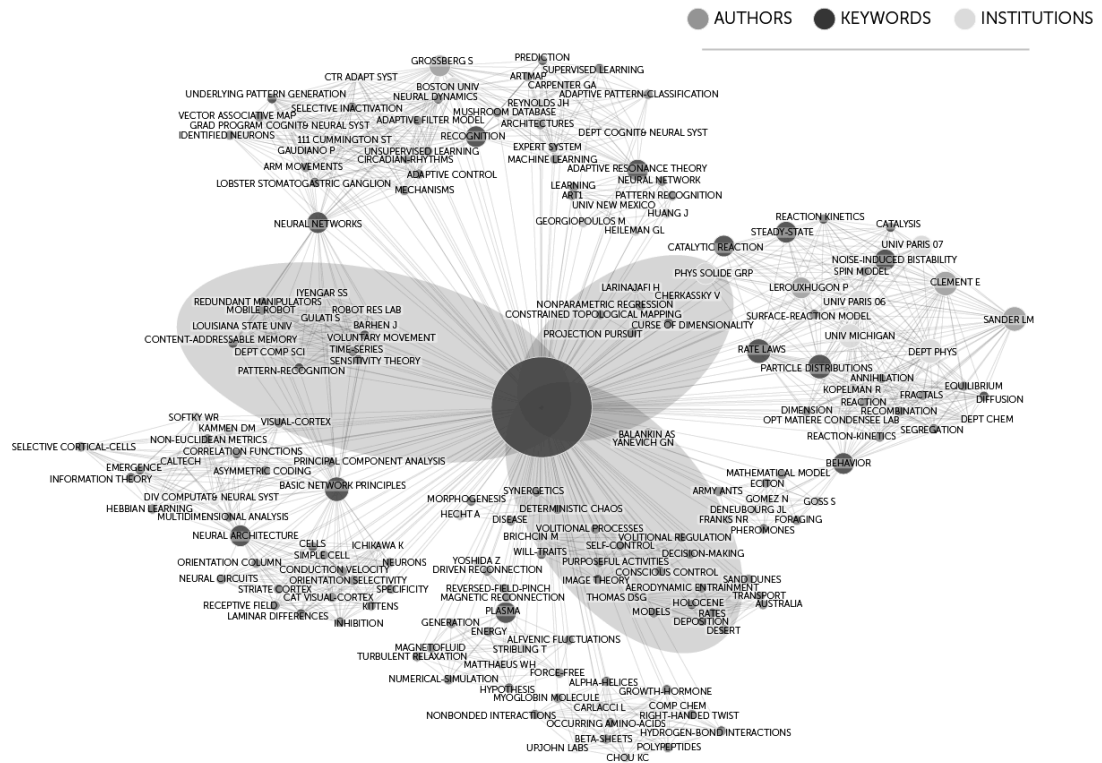 AUTHORS KEYWORDS INSTITUTIONS
GROSSBERG S
PREDICTION
SUPERVISED LEARNING
CTR ADAPT SYST
ARTMAP
BOSTON UNIV
CARPENTER GA
UNDERLYING PATTERN GENERATION
NEURAL DYNAMICS
ADAPTIVE PATTERN-CLASSIFICATION
SELECTIVE INACTIVATION
REYNOLDS JH
VECTOR ASSOCIATIVE MAP
MUSHROOM DATABASE
GRAD PROGRAM COGNIT& NEURAL SYST
ADAPTIVE FILTER MODEL
ARCHITECTURES
IDENTIFIED NEURONS
RECOGNITION
DEPT COGNIT& NEURAL SYST
111 CUMMINGTON ST
GAUDIANO P
UNSUPERVISED LEARNING
EXPERT SYSTEM
CIRCADIAN-RHYTHMS
MACHINE LEARNING
ARM MOVEMENTS
ADAPTIVE RESONANCE THEORY
ADAPTIVE CONTROL
LOBSTER STOMATOGASTRIC GANGLION
NEURAL NETWORK
MECHANISMS
LEARNING
ART1
PATTERN RECOGNITION
UNIV NEW MEXICO
HUANG J
NEURAL NETWORKS
GEORGIOPOULOS M
HEILEMAN GL
REACTION KINETICS
CATALYSIS
STEADY-STATE
CATALYTIC REACTION
UNIV PARIS 07
NOISE-INDUCED BISTABILITY
PHYS SOLIDE GRP
SPIN MODEL
CLEMENT E
LEROUXHUGON P
LARINAJAFI H
CHERKASSKY V
UNIV PARIS 06
NONPARAMETRIC REGRESSION
CONSTRAINED TOPOLOGICAL MAPPING
SURFACE-REACTION MODEL
SANDER LM
CURSE OF DIMENSIONALITY
PROJECTION PURSUIT
UNIV MICHIGAN
RATE LAWS
DEPT PHYS
PARTICLE DISTRIBUTIONS
ANNIHILATION
KOPELMAN R
EQUILIBRIUM
REACTION
FRACTALS
DIFFUSION
DIMENSION
RECOMBINATION
OPT MATIERE CONDENSEE LAB
DEPT CHEM
SEGREGATION
REACTION-KINETICS
IYENGAR SS
REDUNDANT MANIPULATORS
MOBILE ROBOT
ROBOT RES LAB
GULATI S
LOUISIANA STATE UNIV
BARHEN J
CONTENT-ADDRESSABLE MEMORY
VOLUNTARY MOVEMENT
DEPT COMP SCI
TIME-SERIES
SENSITIVITY THEORY
PATTERN-RECOGNITION
SOFTKY WR
VISUAL-CORTEX
KAMMEN DM
NON-EUCLIDEAN METRICS
SELECTIVE CORTICAL-CELLS
CORRELATION FUNCTIONS
CALTECH
PRINCIPAL COMPONENT ANALYSIS
EMERGENCE
ASYMMETRIC CODING
INFORMATION THEORY
BASIC NETWORK PRINCIPLES
DIV COMPUTAT& NEURAL SYST
HEBBIAN LEARNING
MULTIDIMENSIONAL ANALYSIS
NEURAL ARCHITECTURE
CELLS
ICHIKAWA K
SIMPLE CELL
ORIENTATION COLUMN
NEURONS
CONDUCTION VELOCITY
NEURAL CIRCUITS
ORIENTATION SELECTIVITY
STRIATE CORTEX
SPECIFICITY
CAT VISUAL-CORTEX
RECEPTIVE FIELD
KITTENS
LAMINAR DIFFERENCES
INHIBITION
BALANKIN AS
YANEVICH GN
BEHAVIOR
MATHEMATICAL MODEL
ECITON
ARMY ANTS
GOMEZ N
GOSS S
DENEUBOURG JL
FRANKS NR
FORAGING
PHEROMONES
SYNERGETICS
MORPHOGENESIS
DETERMINISTIC CHAOS
HECHT A
DISEASE
VOLITIONAL PROCESSES
BRICHCIN M
VOLITIONAL REGULATION
SELF-CONTROL
WILL-TRAITS
DECISION-MAKING
YOSHIDA Z
PURPOSEFUL ACTIVITIES
DRIVEN RECONNECTION
CONSCIOUS CONTROL
IMAGE THEORY
SAND DUNES
REVERSED-FIELD-PINCH
AERODYNAMIC ENTRAINMENT
MAGNETIC RECONNECTION
THOMAS DSG
TRANSPORT
HOLOCENE
AUSTRALIA
PLASMA
MODELS
RATES
DEPOSITION
GENERATION
DESERT
ENERGY
ALFVENIC FLUCTUATIONS
MAGNETOFLUID
STRIBLING T
TURBULENT RELAXATION
MATTHAEUS WH
FORCE-FREE
NUMERICAL-SIMULATION
ALPHA-HELICES
HYPOTHESIS
GROWTH-HORMONE
MYOGLOBIN MOLECULE
CARLACCI L
COMP CHEM
NONBONDED INTERACTIONS
RIGHT-HANDED TWIST
OCCURRING AMINO-ACIDS
HYDROGEN-BOND INTERACTIONS
BETA-SHEETS
UPJOHN LABS
POLYPEPTIDES
CHOU KC